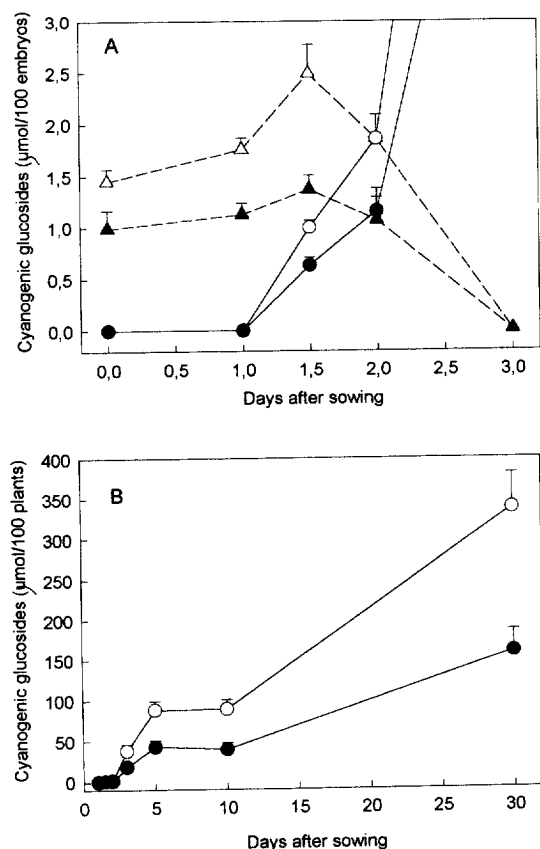 A
Cyanogenic glucosides (µmol/100 embryos)
3,0
2,5
2,0
1,5
1,0
0,5
0,0
0,0 0,5 1,0 1,5 2,0 2,5 3,0
Days after sowing
B
Cyanogenic glucosides (µmol/100 plants)
400
350
300
250
200
150
100
50
0
0 5 10 15 20 25 30
Days after sowing